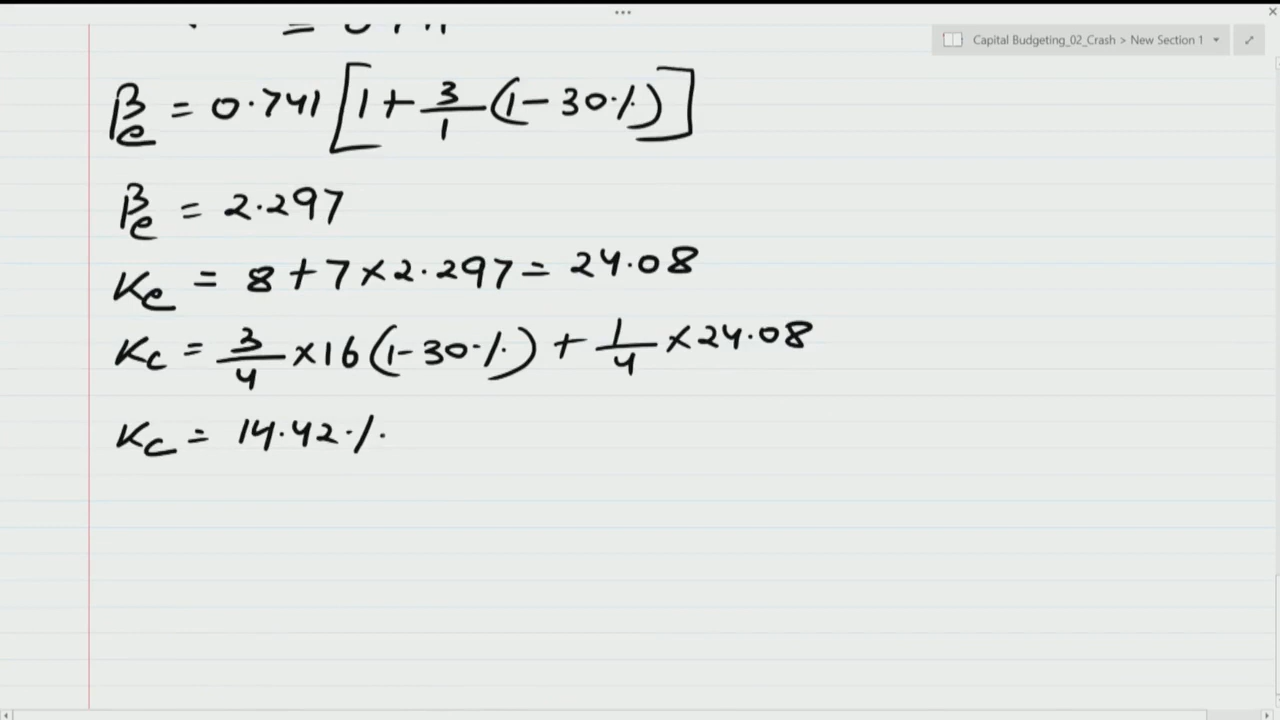 Capital Budgeting_02_Crash > New Section 1
βe = 0.741 [1 + 3/1 (1 - 30%)]
βe = 2.297
Ke = 8 + 7 × 2.297 = 24.08
Kc = 3/4 × 16 (1 - 30%) + 1/4 × 24.08
Kc = 14.42%